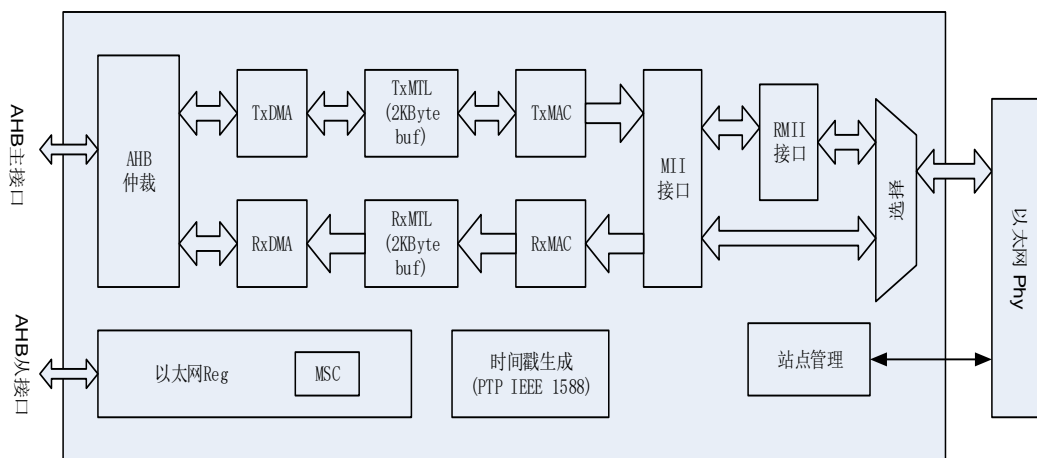 AHB主接口
AHB
仲裁
TxDMA
TxMTL
(2KByte
buf)
TxMAC
MII
接口
RMII
接口
选择
以太网 Phy
RxDMA
RxMTL
(2KByte
buf)
RxMAC
AHB从接口
以太网Reg
MSC
时间戳生成
(PTP IEEE 1588)
站点管理